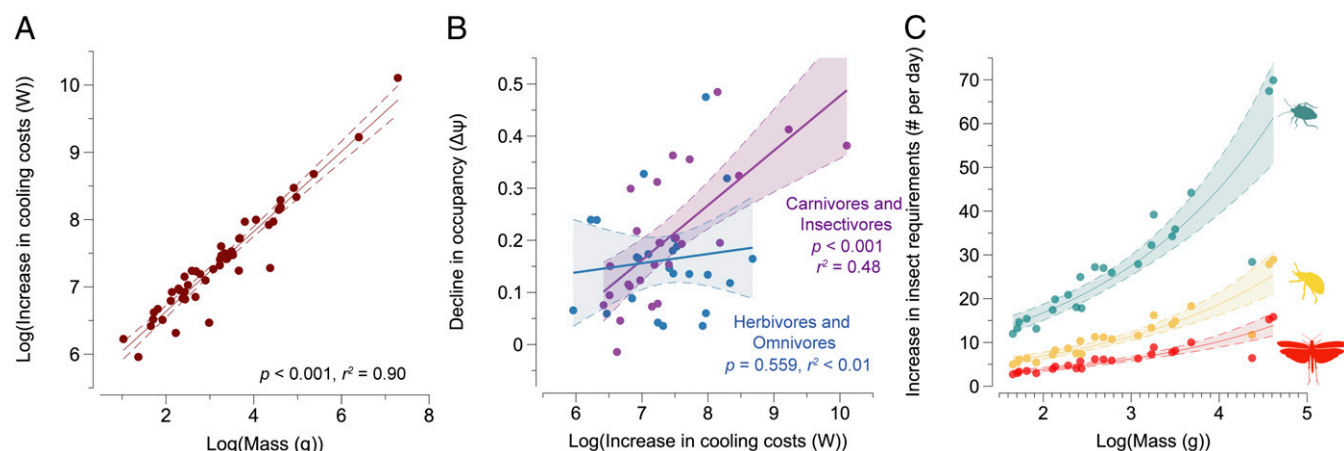 A
Log(Increase in cooling costs (W))
10
9
8
7
6
p < 0.001, r² = 0.90
2
4
6
8
Log(Mass (g))
B
Decline in occupancy (Δψ)
0.5
0.4
0.3
0.2
0.1
0
Carnivores and
Insectivores
p < 0.001
r² = 0.48
Herbivores and
Omnivores
p = 0.559, r² < 0.01
6
7
8
9
10
Log(Increase in cooling costs (W))
C
Increase in insect requirements (# per day)
70
60
50
40
30
20
10
0
2
3
4
5
Log(Mass (g))